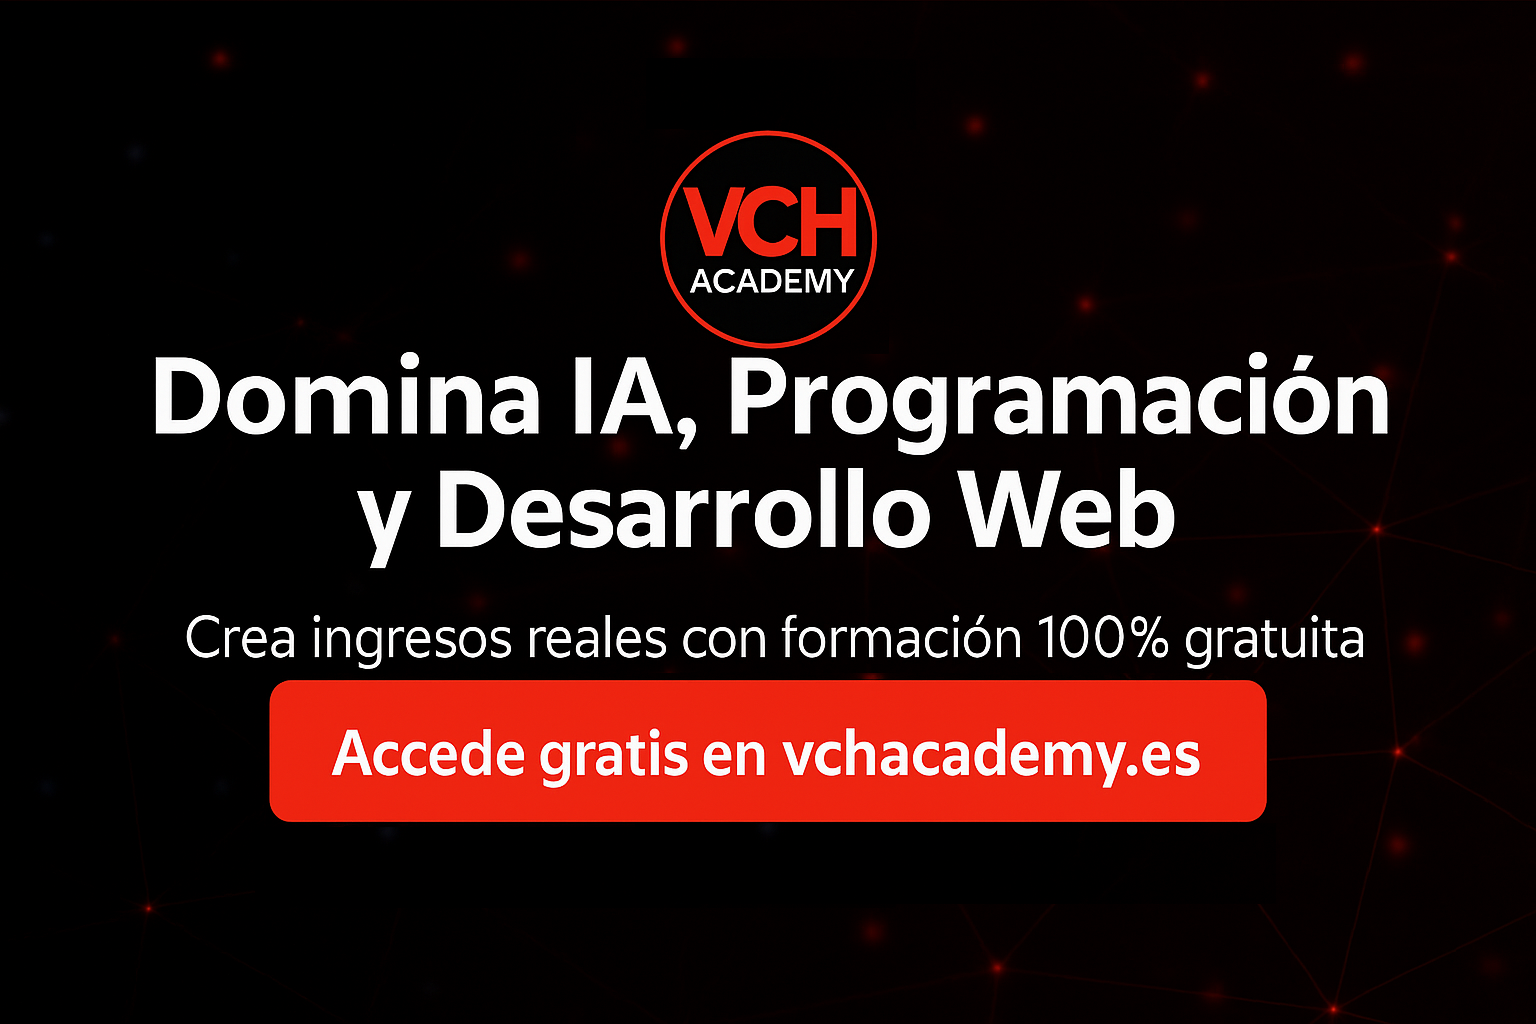 VCH
ACADEMY
Domina IA, Programación
y Desarrollo Web
Crea ingresos reales con formación 100% gratuita
Accede gratis en vchacademy.es